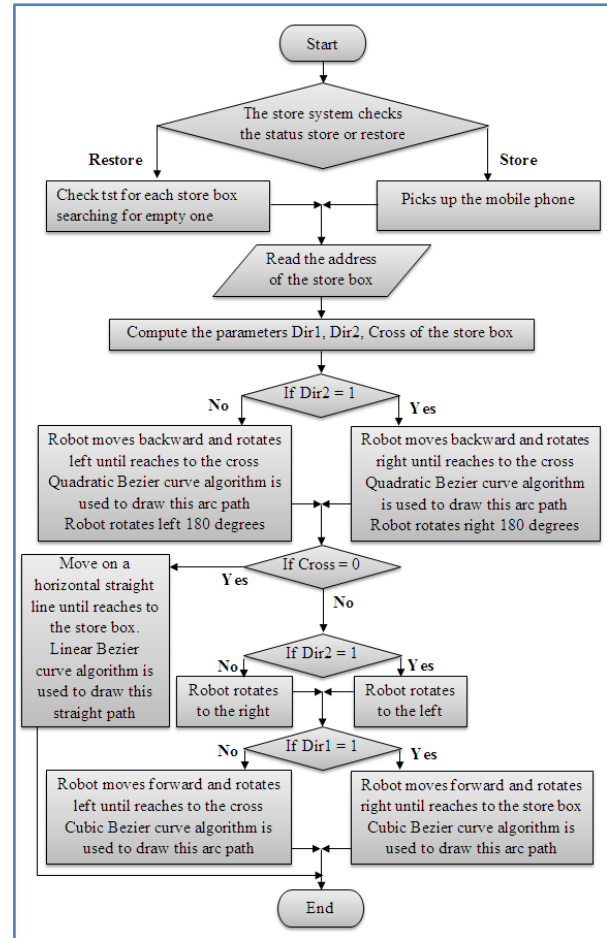 Start
The store system checks
the status store or restore
Restore
Store
Check tst for each store box
searching for empty one
Picks up the mobile phone
Read the address
of the store box
Compute the parameters Dir1, Dir2, Cross of the store box
If Dir2 = 1
No
Yes
Robot moves backward and rotates
left until reaches to the cross
Quadratic Bezier curve algorithm is
used to draw this arc path
Robot rotates left 180 degrees
Robot moves backward and rotates
right until reaches to the cross
Quadratic Bezier curve algorithm
is used to draw this arc path
Robot rotates right 180 degrees
If Cross = 0
Yes
No
Move on a
horizontal straight
line until reaches to
the store box.
Linear Bezier
curve algorithm is
used to draw this
straight path
If Dir2 = 1
No
Yes
Robot rotates
to the right
Robot rotates
to the left
If Dir1 = 1
No
Yes
Robot moves forward and rotates
left until reaches to the cross
Cubic Bezier curve algorithm is
used to draw this arc path
Robot moves forward and rotates
right until reaches to the store box
Cubic Bezier curve algorithm is
used to draw this arc path
End